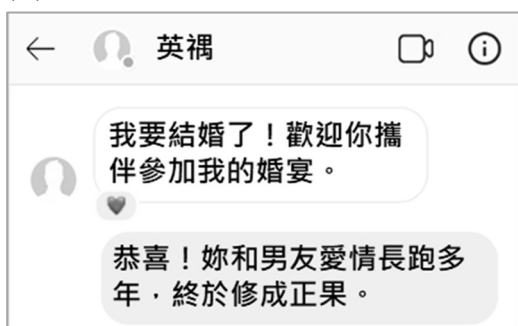 英禑
我要結婚了！歡迎你攜
伴參加我的婚宴。
恭喜！妳和男友愛情長跑多
年，終於修成正果。